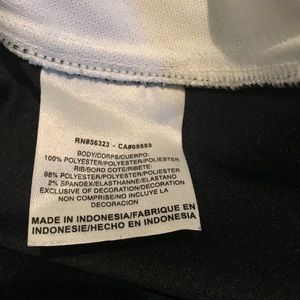 RN#56323 - CA#05553
BODY/CORPS/CUERPO:
100% POLYESTER/POLYESTER/POLIESTER
RIB/BORD COTE/RIBETE:
98% POLYESTER/POLYESTER/POLIESTER
2% SPANDEX/ELASTHANNE/ELASTANO
EXCLUSIVE OF DECORATION/DECORATION
NON COMPRISE/NO INCLUYE LA
DECORACION
MADE IN INDONESIA/FABRIQUE EN
INDONESIE/HECHO EN INDONESIA